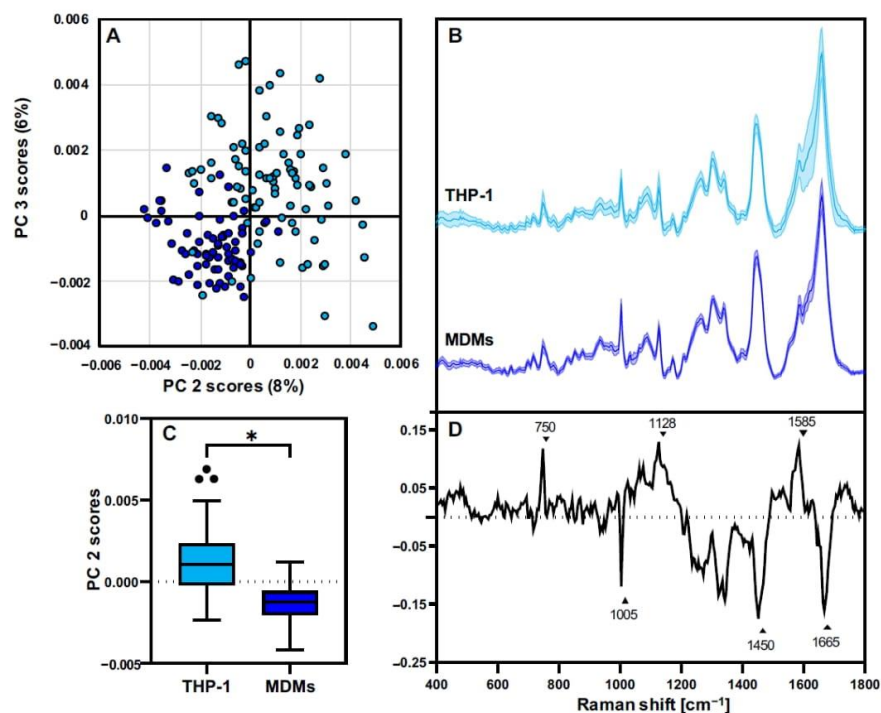 A
0.006
0.004
0.002
0
−0.002
−0.004
PC 3 scores (6%)
−0.006 −0.004 −0.002 0 0.002 0.004 0.006
PC 2 scores (8%)
B
THP-1
MDMs
C
0.010
0.005
0.000
−0.005
PC 2 scores
*
THP-1 MDMs
D
0.15
0.05
−0.05
−0.15
−0.25
750 1128 1585
1005 1450 1665
400 600 800 1000 1200 1400 1600 1800
Raman shift [cm⁻¹]